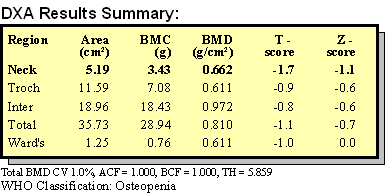 DXA Results Summary:
Region Area (cm²) BMC (g) BMD (g/cm²) T - score Z - score
Neck 5.19 3.43 0.662 -1.7 -1.1
Troch 11.59 7.08 0.611 -0.9 -0.6
Inter 18.96 18.43 0.972 -0.8 -0.6
Total 35.73 28.94 0.810 -1.1 -0.7
Ward's 1.25 0.76 0.611 -1.0 0.0
Total BMD CV 1.0%, ACF = 1.000, BCF = 1.000, TH = 5.859
WHO Classification: Osteopenia